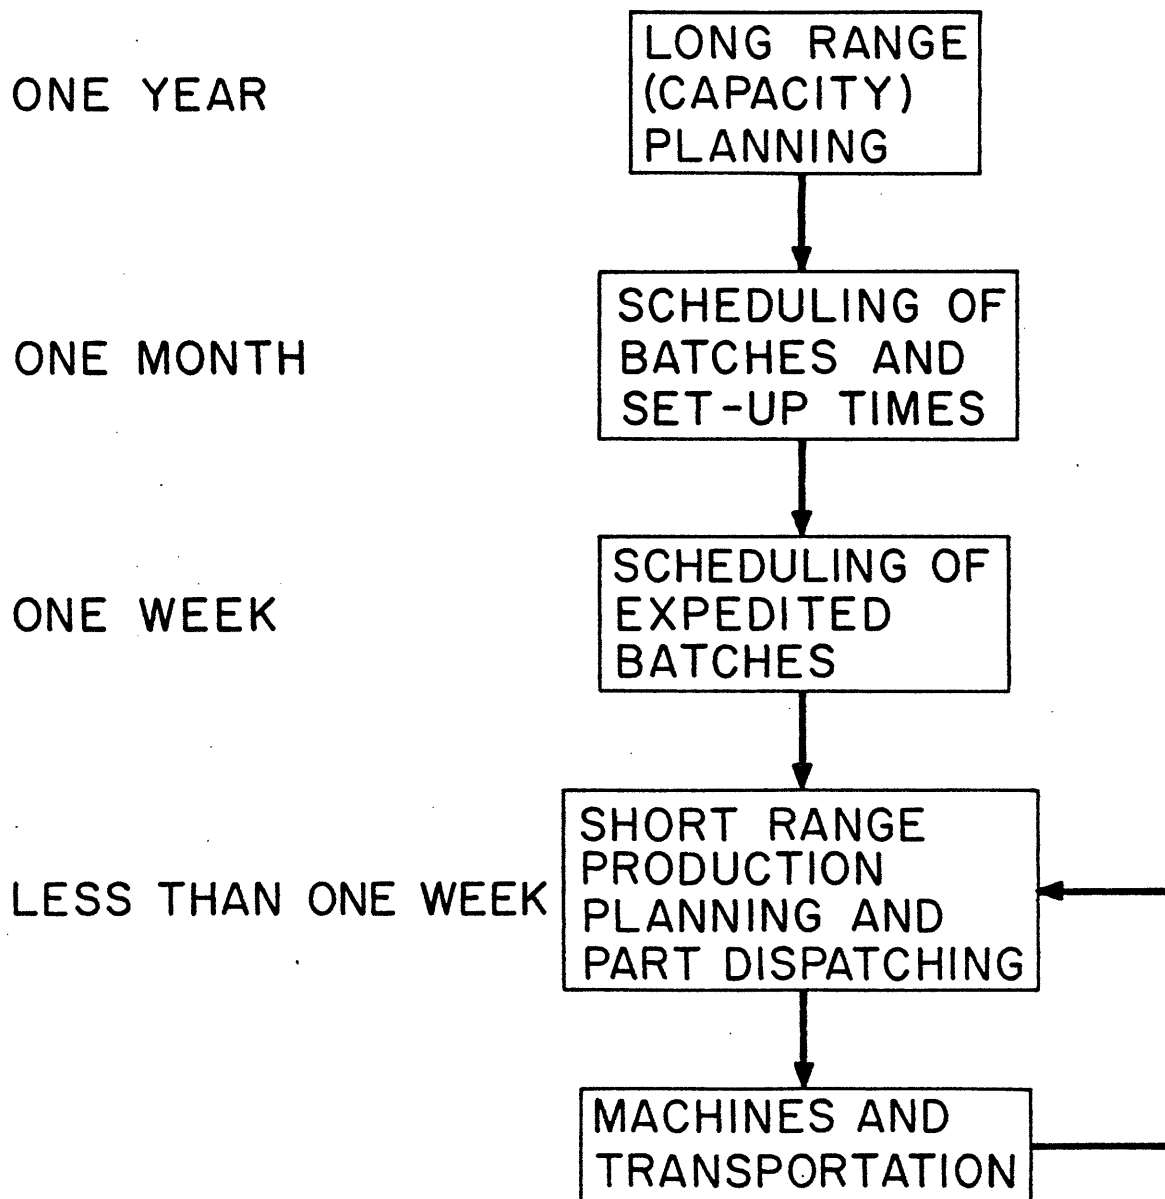 ONE YEAR
LONG RANGE
(CAPACITY)
PLANNING
ONE MONTH
SCHEDULING OF
BATCHES AND
SET-UP TIMES
ONE WEEK
SCHEDULING OF
EXPEDITED
BATCHES
LESS THAN ONE WEEK
SHORT RANGE
PRODUCTION
PLANNING AND
PART DISPATCHING
MACHINES AND
TRANSPORTATION